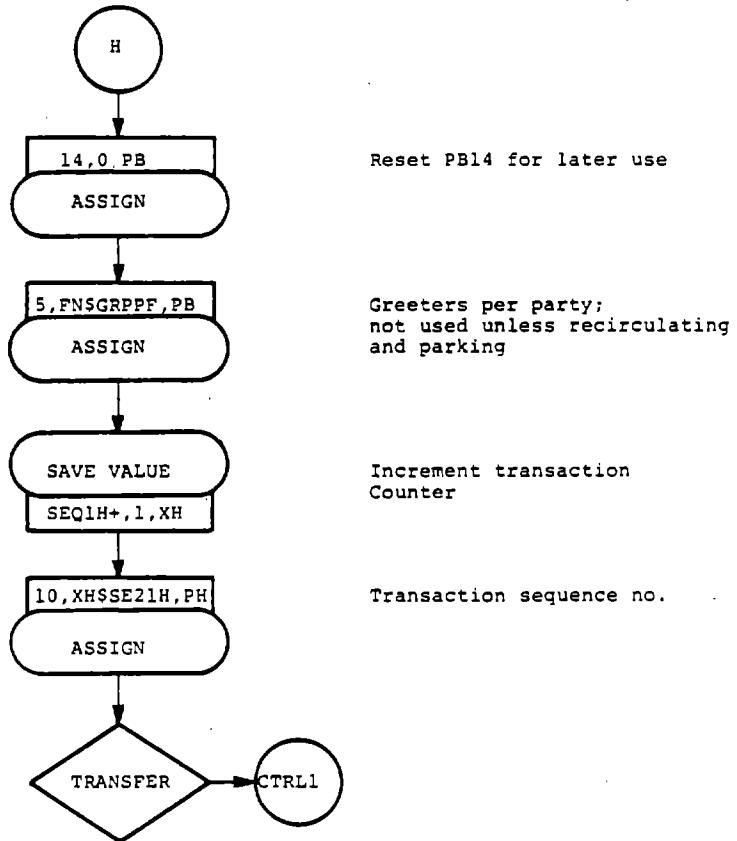 H
14,0 PB
Reset PB14 for later use
ASSIGN
5,FN$GRPPF,PB
Greeters per party;
not used unless recirculating
and parking
ASSIGN
SAVE VALUE
Increment transaction
Counter
SEQ1H+,1,XH
10,XH$SE21H,PH
Transaction sequence no.
ASSIGN
TRANSFER
CTRL1